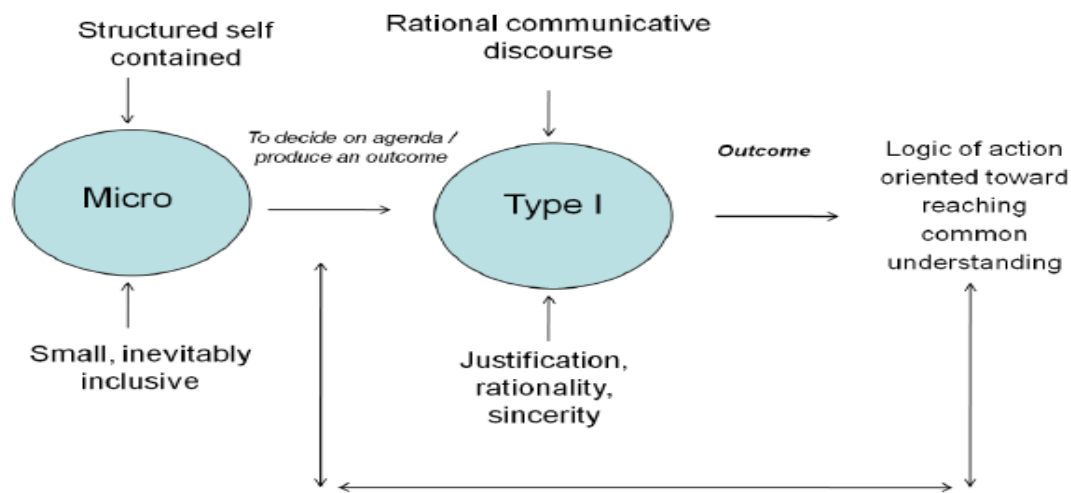 Structured self
contained
Rational communicative
discourse
To decide on agenda /
produce an outcome
Outcome
Micro
Type I
Logic of action
oriented toward
reaching
common
understanding
Small, inevitably
inclusive
Justification,
rationality,
sincerity